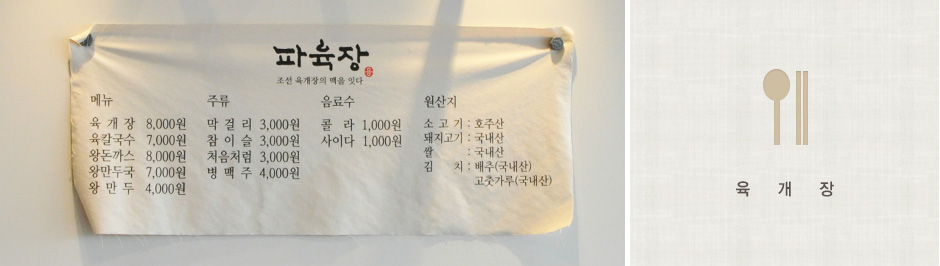 파육장
조선 육개장의 맥을 잇다
메뉴
육 개 장 8,000원
육칼국수 7,000원
왕돈까스 8,000원
왕만두국 7,000원
왕 만 두 4,000원
주류
막 걸 리 3,000원
참 이 슬 3,000원
처음처럼 3,000원
병 맥 주 4,000원
음료수
콜 라 1,000원
사이다 1,000원
원산지
소 고 기 : 호주산
돼지고기 : 국내산
쌀 : 국내산
김 치 : 배추(국내산)
고춧가루(국내산)
육 개 장